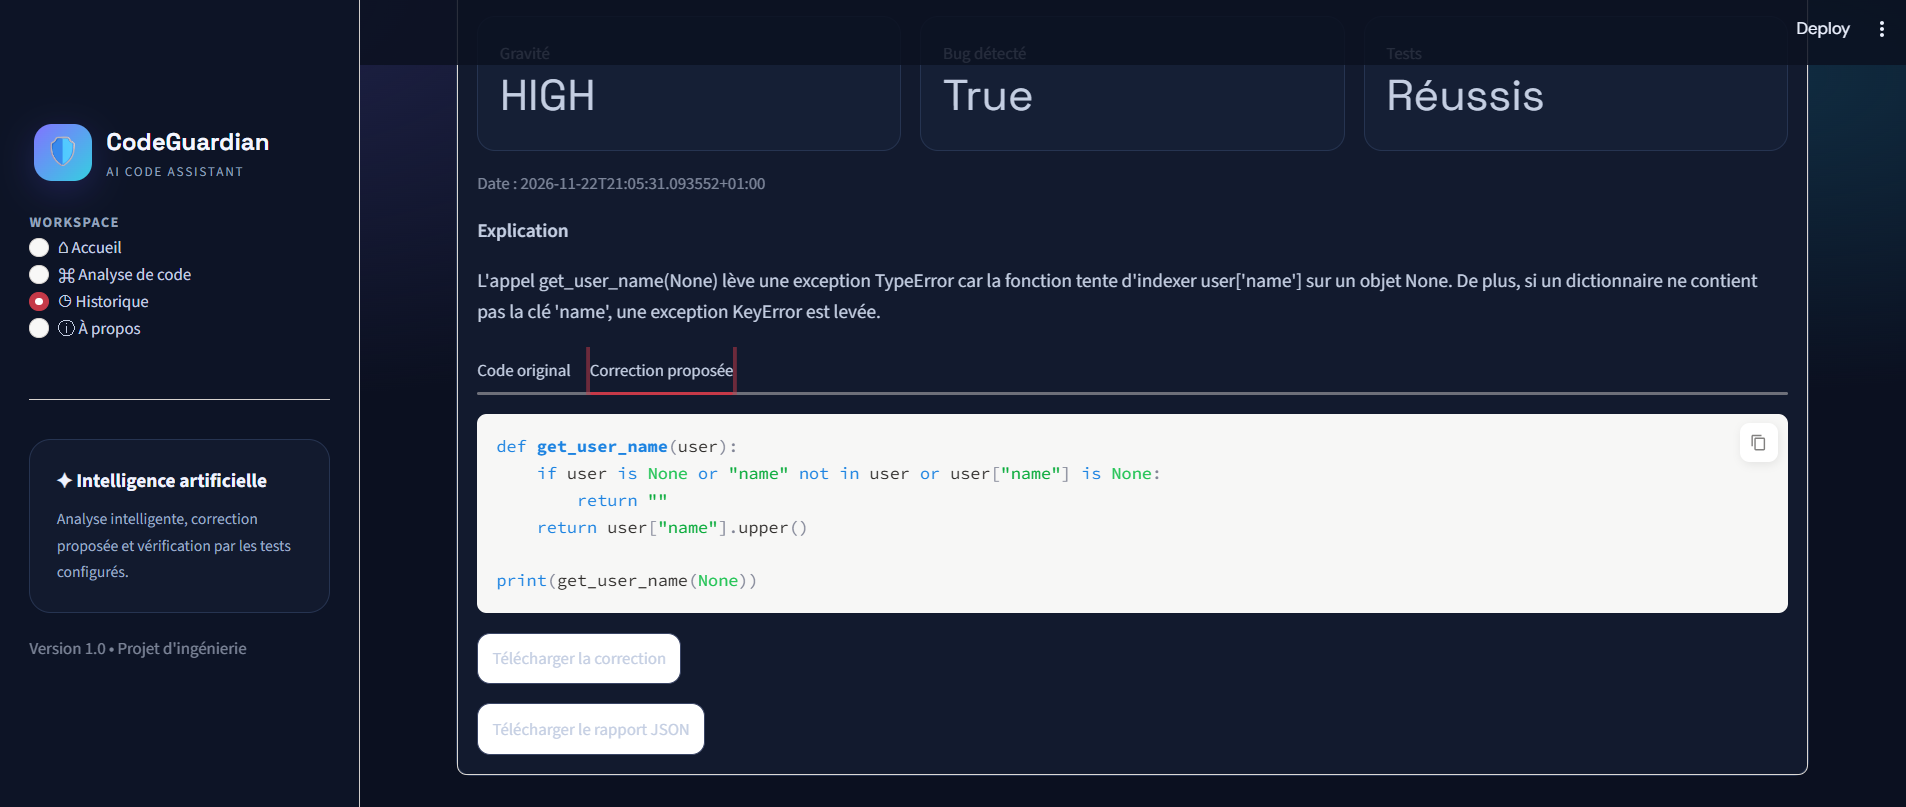 Deploy
CodeGuardian
AI CODE ASSISTANT
WORKSPACE
Accueil
Analyse de code
Historique
À propos
Intelligence artificielle
Analyse intelligente, correction
proposée et vérification par les tests
configurés.
Version 1.0 • Projet d'ingénierie
Gravité
HIGH
Bug détecté
True
Tests
Réussis
Date : 2026-11-22T21:05:31.093552+01:00
Explication
L'appel get_user_name(None) lève une exception TypeError car la fonction tente d'indexer user['name'] sur un objet None. De plus, si un dictionnaire ne contient
pas la clé 'name', une exception KeyError est levée.
Code original
Correction proposée
def get_user_name(user):
    if user is None or "name" not in user or user["name"] is None:
        return ""
    return user["name"].upper()
print(get_user_name(None))
Télécharger la correction
Télécharger le rapport JSON